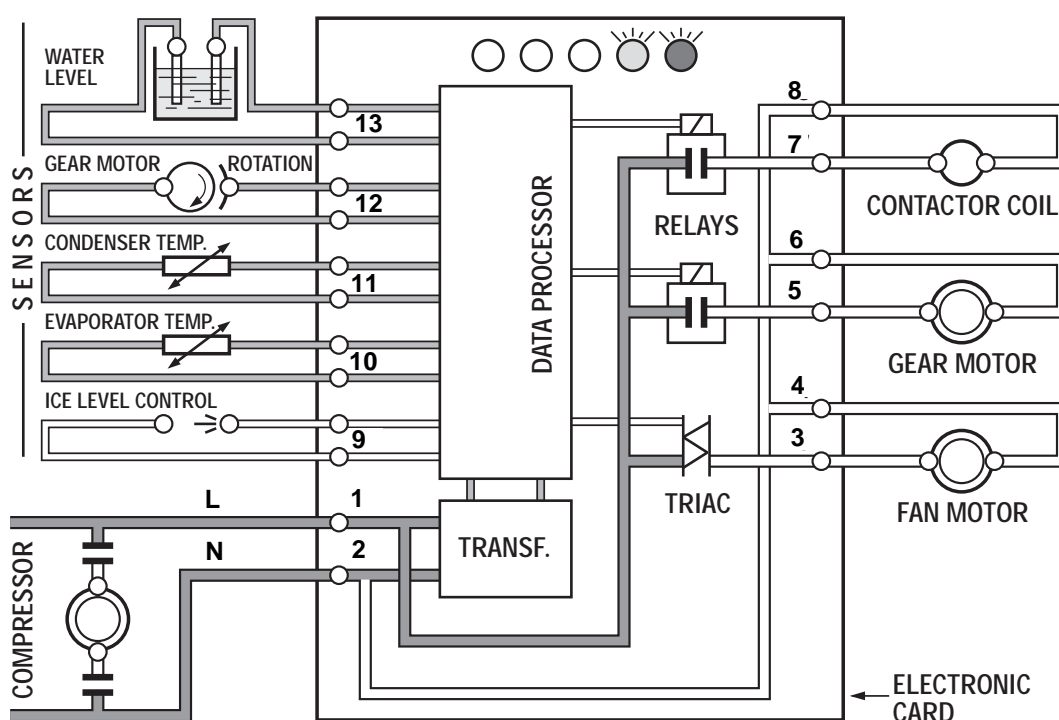 WATER
LEVEL
GEAR MOTOR
ROTATION
CONDENSER TEMP.
EVAPORATOR TEMP.
ICE LEVEL CONTROL
SENSORS
13
12
11
10
9
L
1
N
2
COMPRESSOR
DATA PROCESSOR
TRANSF.
RELAYS
TRIAC
8
7
CONTACTOR COIL
6
5
GEAR MOTOR
4
3
FAN MOTOR
ELECTRONIC
CARD